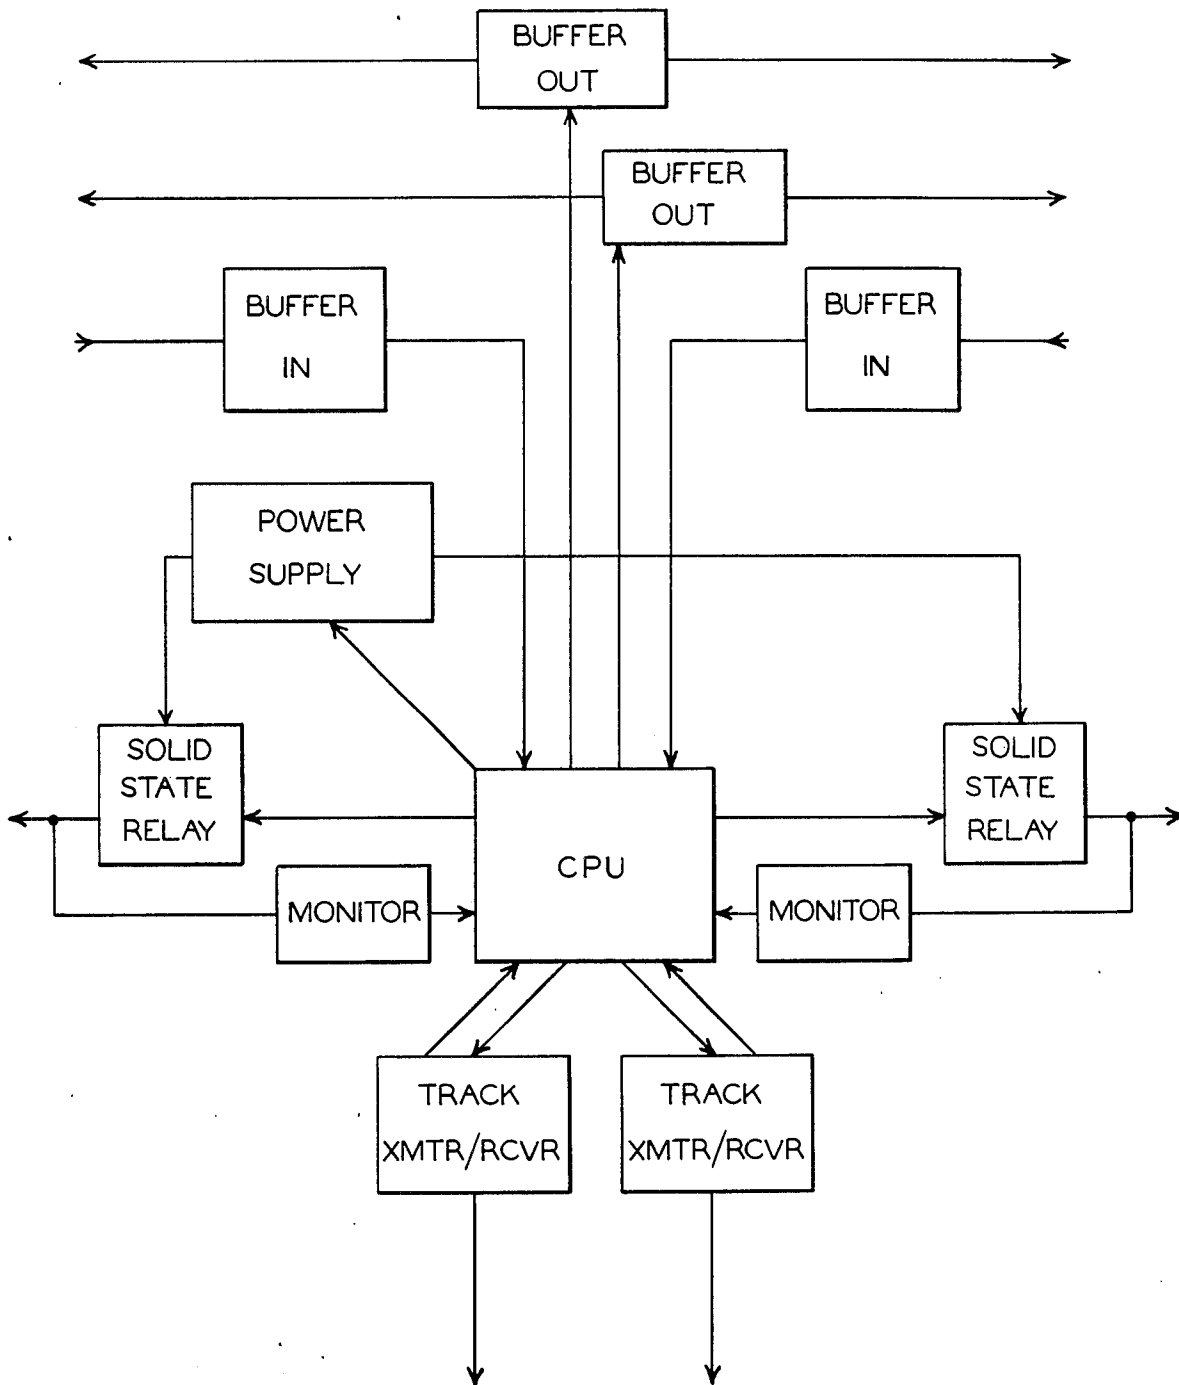 BUFFER
OUT
BUFFER
OUT
BUFFER
IN
BUFFER
IN
POWER
SUPPLY
SOLID
STATE
RELAY
SOLID
STATE
RELAY
CPU
MONITOR
MONITOR
TRACK
XMTR/RCVR
TRACK
XMTR/RCVR